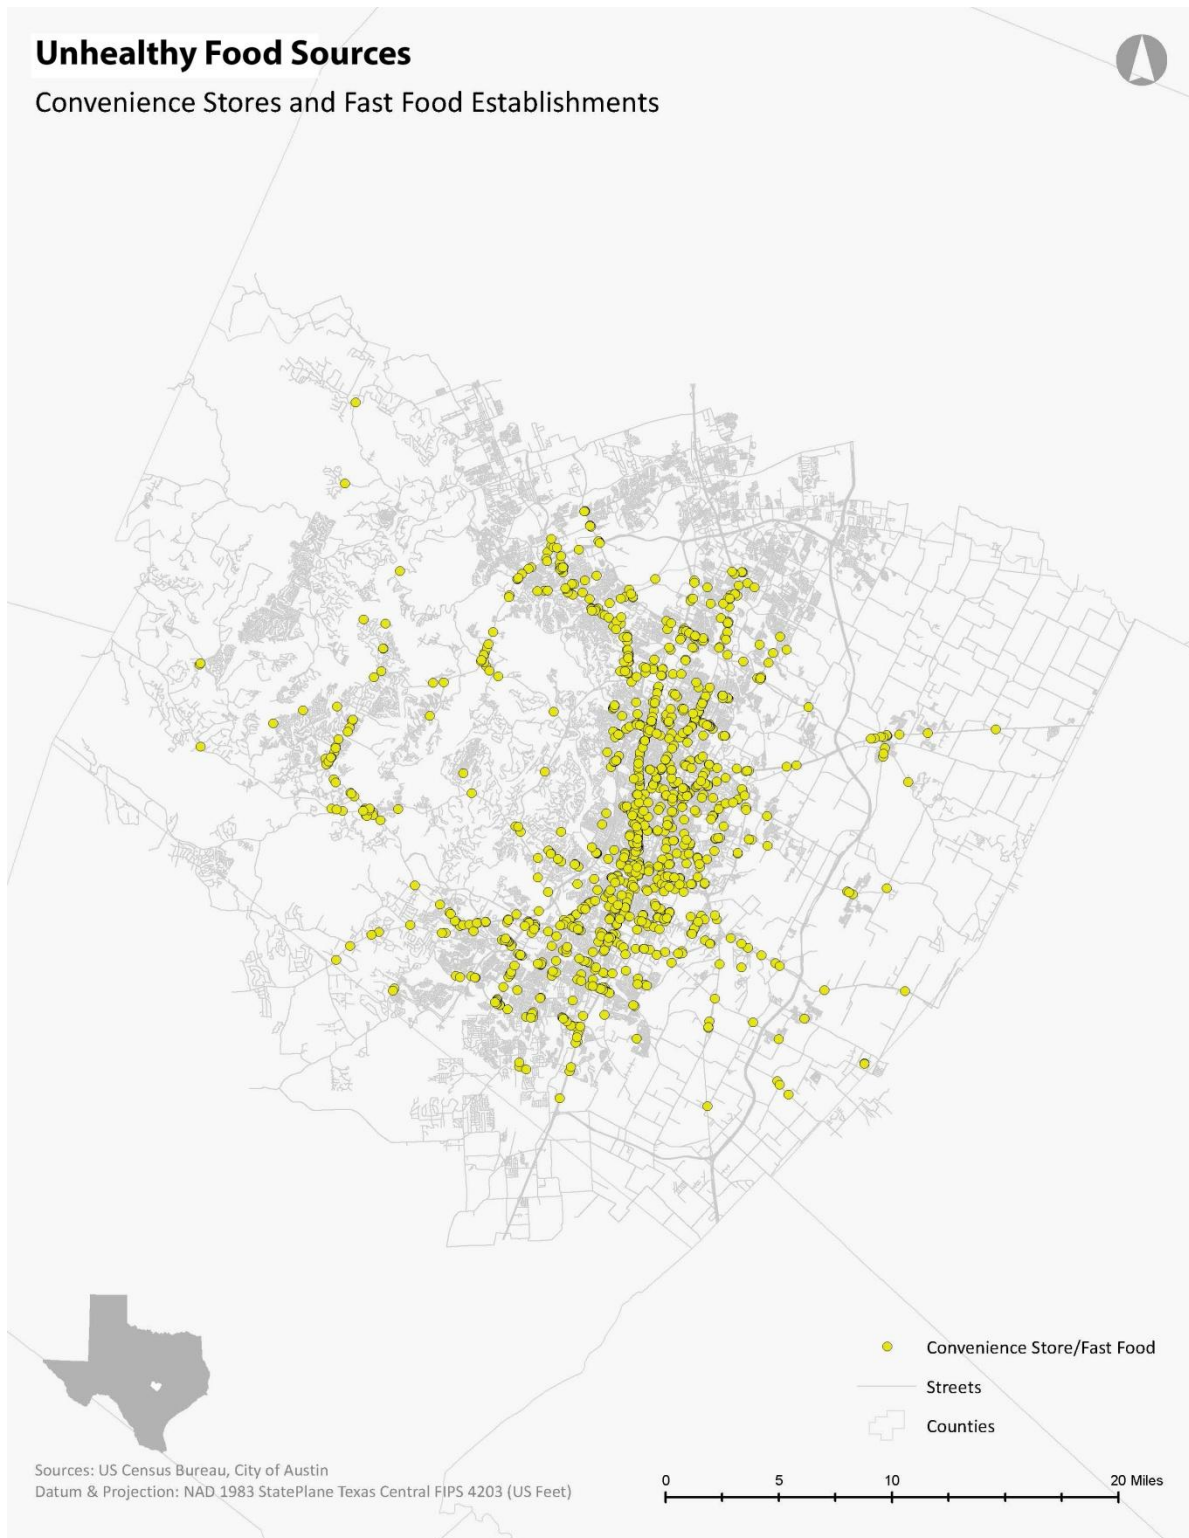 Unhealthy Food Sources
Convenience Stores and Fast Food Establishments
Convenience Store/Fast Food
Streets
Counties
Sources: US Census Bureau, City of Austin
Datum & Projection: NAD 1983 StatePlane Texas Central FIPS 4203 (US Feet)
0 5 10 20 Miles